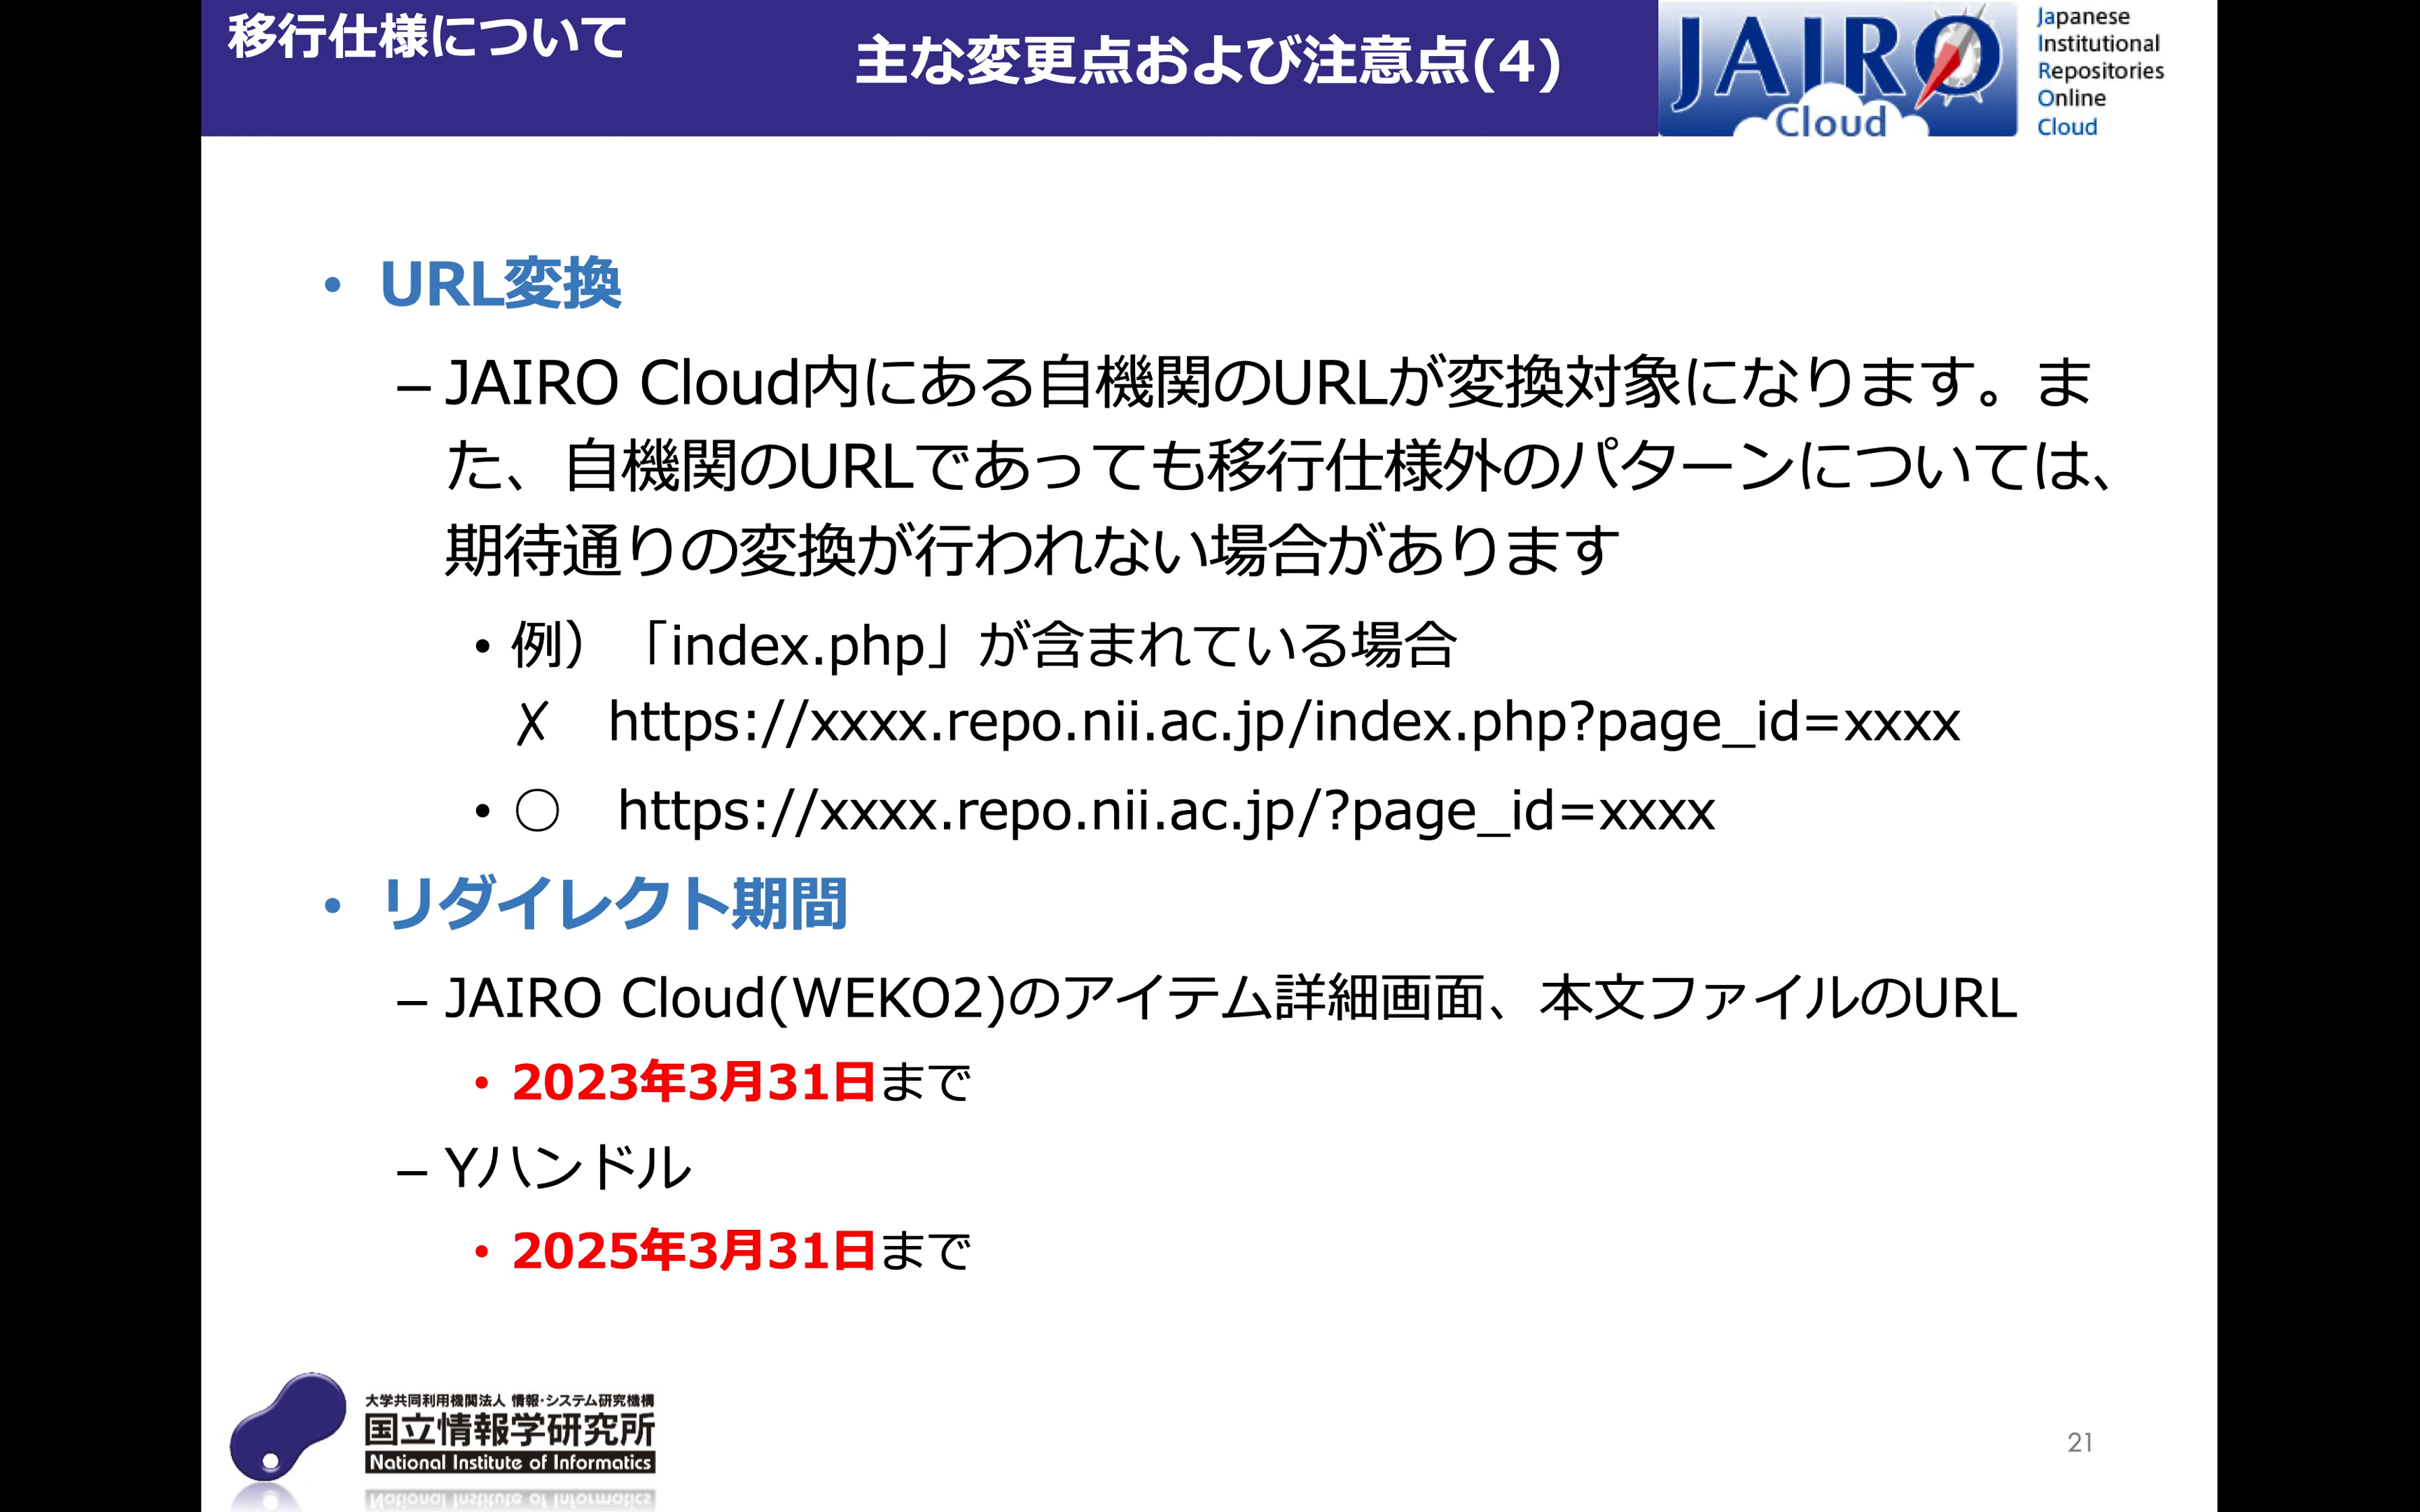 移行仕様について
主な変更点および注意点(4)
JAIRO
Cloud
Japanese
Institutional
Repositories
Online
Cloud
• URL変換
– JAIRO Cloud内にある自機関のURLが変換対象になります。ま
た、自機関のURLであっても移行仕様外のパターンについては、
期待通りの変換が行われない場合があります
• 例）「index.php」が含まれている場合
✗ https://xxxx.repo.nii.ac.jp/index.php?page_id=xxxx
• ○ https://xxxx.repo.nii.ac.jp/?page_id=xxxx
• リダイレクト期間
– JAIRO Cloud(WEKO2)のアイテム詳細画面、本文ファイルのURL
• 2023年3月31日まで
– Yハンドル
• 2025年3月31日まで
大学共同利用機関法人 情報・システム研究機構
国立情報学研究所
National Institute of Informatics
21